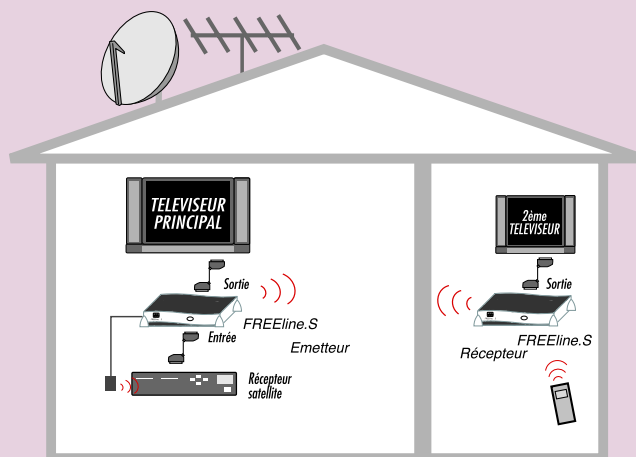 TELEVISEUR
PRINCIPAL
Sortie
FREEline.S
Emetteur
Entrée
Récepteur
satellite
2ème
TELEVISEUR
Sortie
FREEline.S
Récepteur